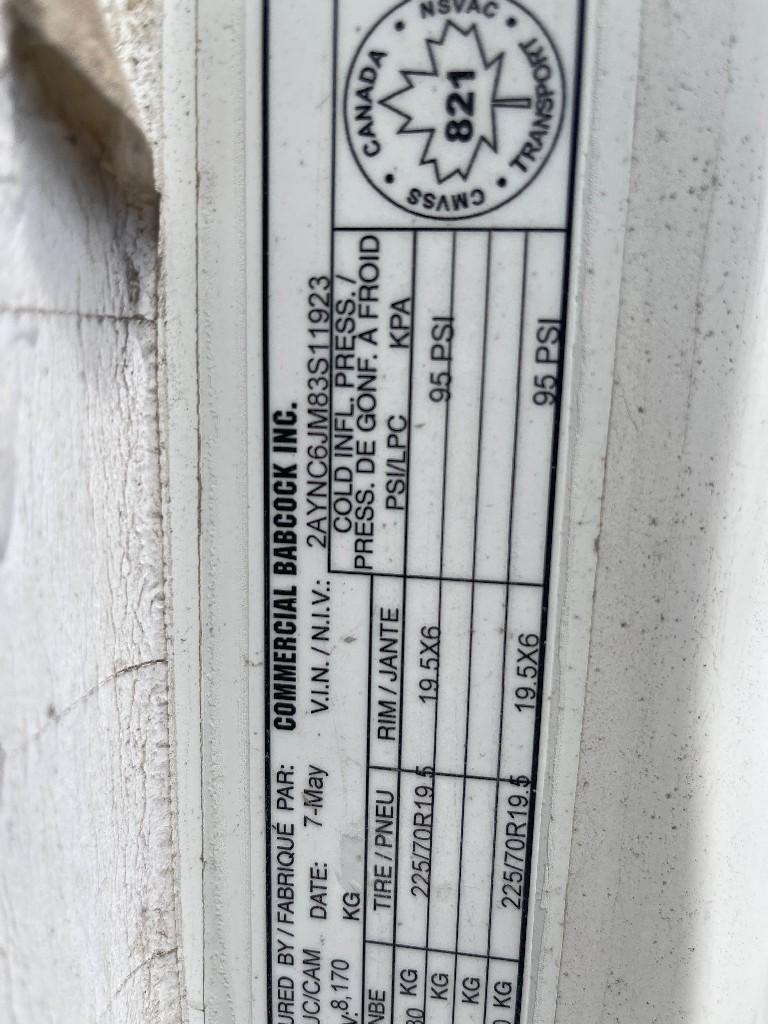 URED BY / FABRIQUÉ PAR: COMMERCIAL BABCOCK INC.
UC/CAM DATE: 7-May V.I.N. / N.I.V.: 2AYNC6JM83S11923
8,170 KG
COLD INFL. PRESS. /
PRESS. DE GONF. À FROID
NBE TIRE / PNEU RIM / JANTE PSI/LPC KPA
KG 225/70R19.5 19.5X6 95 PSI
KG
KG
KG 225/70R19.5 19.5X6 95 PSI
CANADA • NSVAC • TRANSPORT • CMVSS •
821